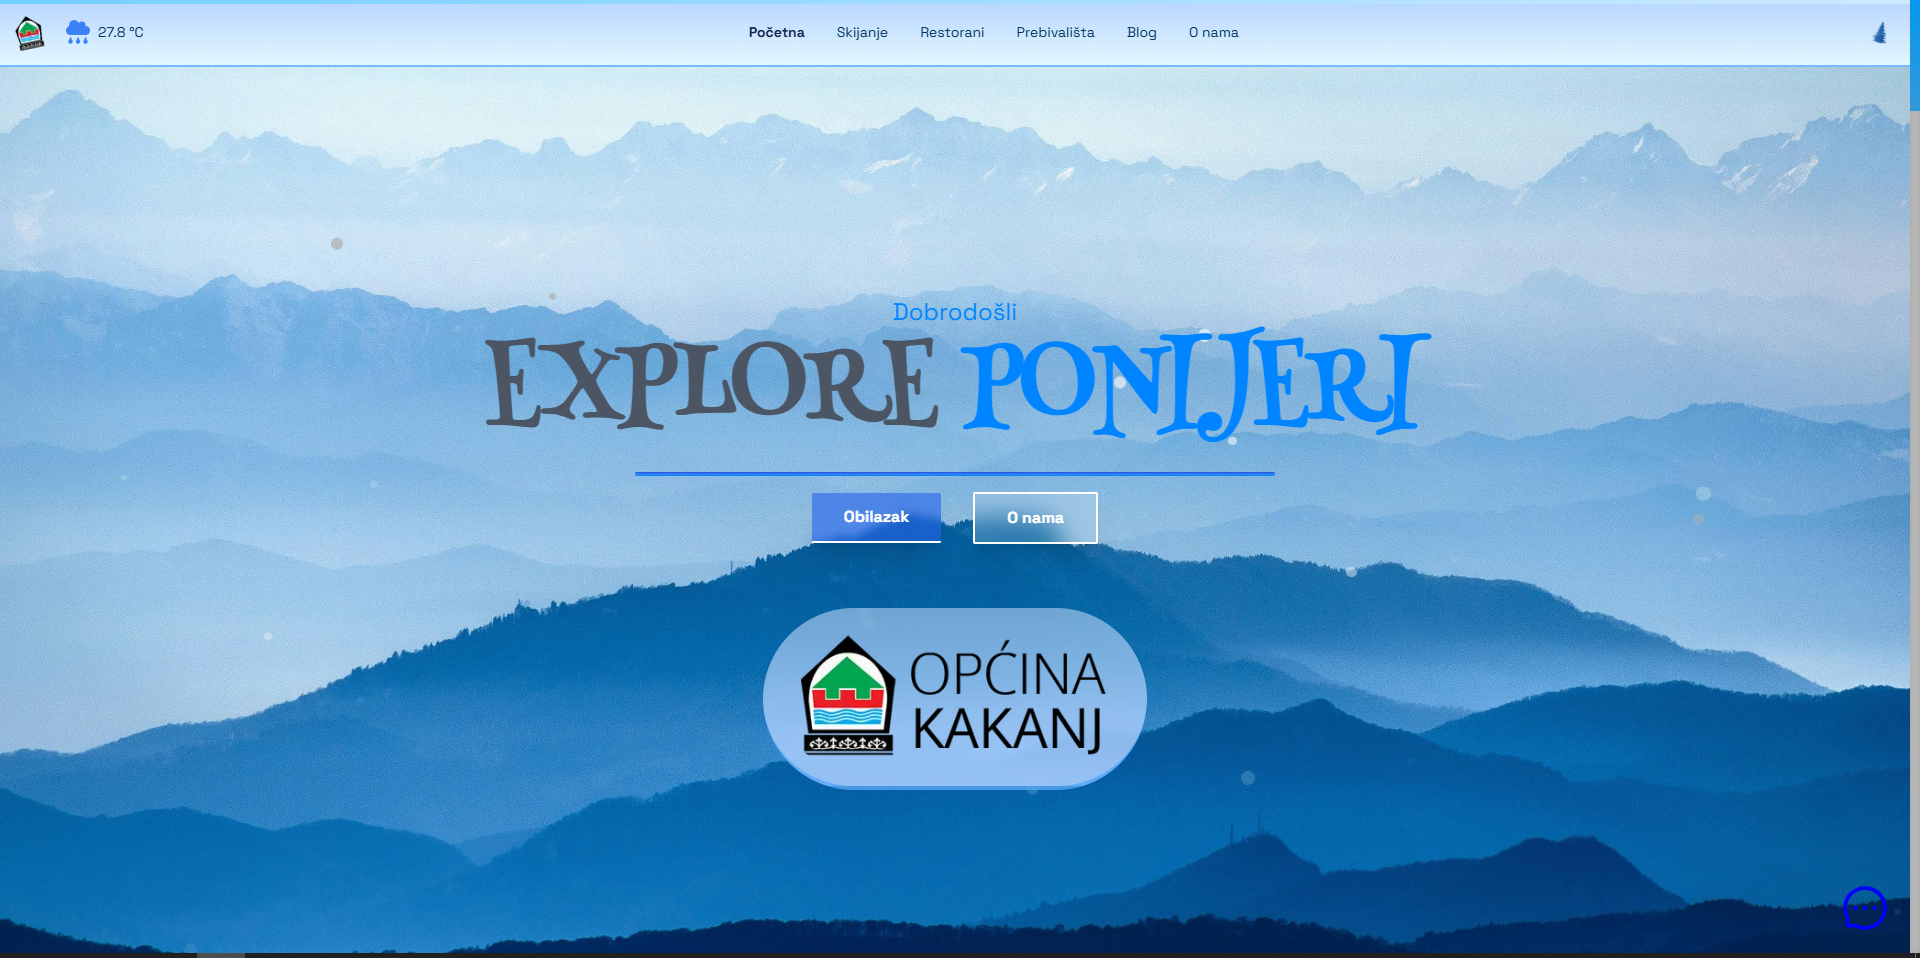 27.8 °C
Početna Skijanje Restorani Prebivališta Blog O nama
Dobrodošli
EXPLORE PONIJERI
Obilazak O nama
OPĆINA
KAKANJ